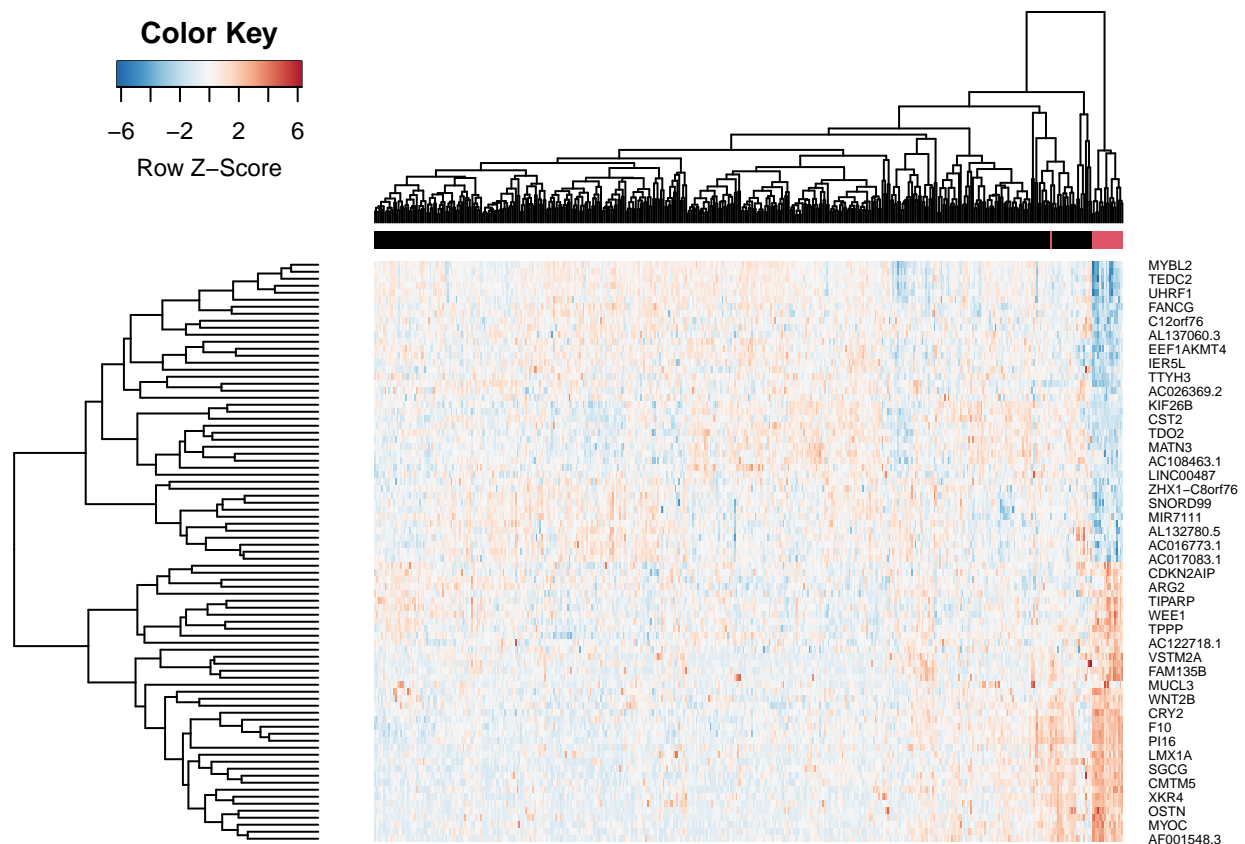 Color Key
−6 −2 2 6
Row Z−Score
MYBL2
TEDC2
UHRF1
FANCG
C12orf76
AL137060.3
EEF1AKMT4
IER5L
TTYH3
AC026369.2
KIF26B
CST2
TDO2
MATN3
AC108463.1
LINC00487
ZHX1−C8orf76
SNORD99
MIR7111
AL132780.5
AC016773.1
AC017083.1
CDKN2AIP
ARG2
TIPARP
WEE1
TPPP
AC122718.1
VSTM2A
FAM135B
MUCL3
WNT2B
CRY2
F10
PI16
LMX1A
SGCG
CMTM5
XKR4
OSTN
MYOC
AF001548.3